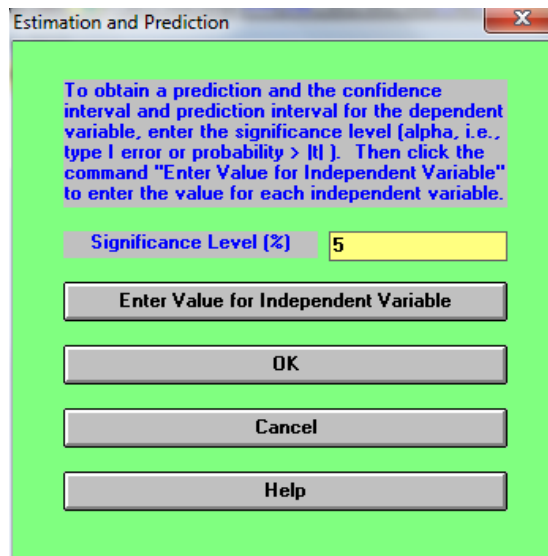 Estimation and Prediction
To obtain a prediction and the confidence
interval and prediction interval for the dependent
variable, enter the significance level (alpha, i.e.,
type I error or probability > |t| ).  Then click the
command "Enter Value for Independent Variable"
to enter the value for each independent variable.
Significance Level (%) 5
Enter Value for Independent Variable
OK
Cancel
Help